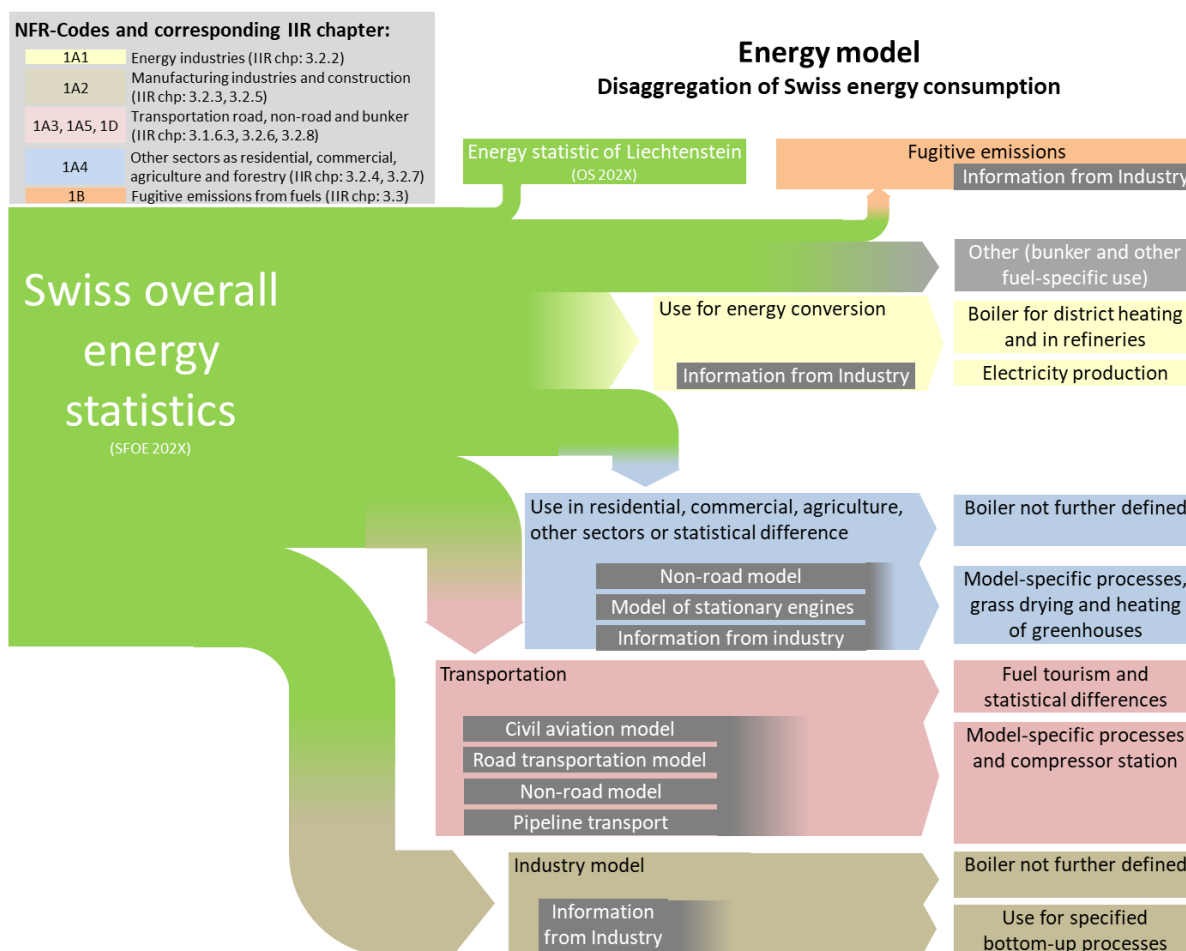 NFR-Codes and corresponding IIR chapter:
1A1 Energy industries (IIR chp: 3.2.2)
1A2 Manufacturing industries and construction
(IIR chp: 3.2.3, 3.2.5)
1A3, 1A5, 1D Transportation road, non-road and bunker
(IIR chp: 3.1.6.3, 3.2.6, 3.2.8)
1A4 Other sectors as residential, commercial,
agriculture and forestry (IIR chp: 3.2.4, 3.2.7)
1B Fugitive emissions from fuels (IIR chp: 3.3)
Energy model
Disaggregation of Swiss energy consumption
Energy statistic of Liechtenstein
(OS 202X)
Fugitive emissions
Information from Industry
Swiss overall
energy
statistics
(SFOE 202X)
Other (bunker and other
fuel-specific use)
Use for energy conversion
Information from Industry
Boiler for district heating
and in refineries
Electricity production
Use in residential, commercial, agriculture,
other sectors or statistical difference
Non-road model
Model of stationary engines
Information from industry
Boiler not further defined
Model-specific processes,
grass drying and heating
of greenhouses
Transportation
Civil aviation model
Road transportation model
Non-road model
Pipeline transport
Fuel tourism and
statistical differences
Model-specific processes
and compressor station
Industry model
Information
from Industry
Boiler not further defined
Use for specified
bottom-up processes